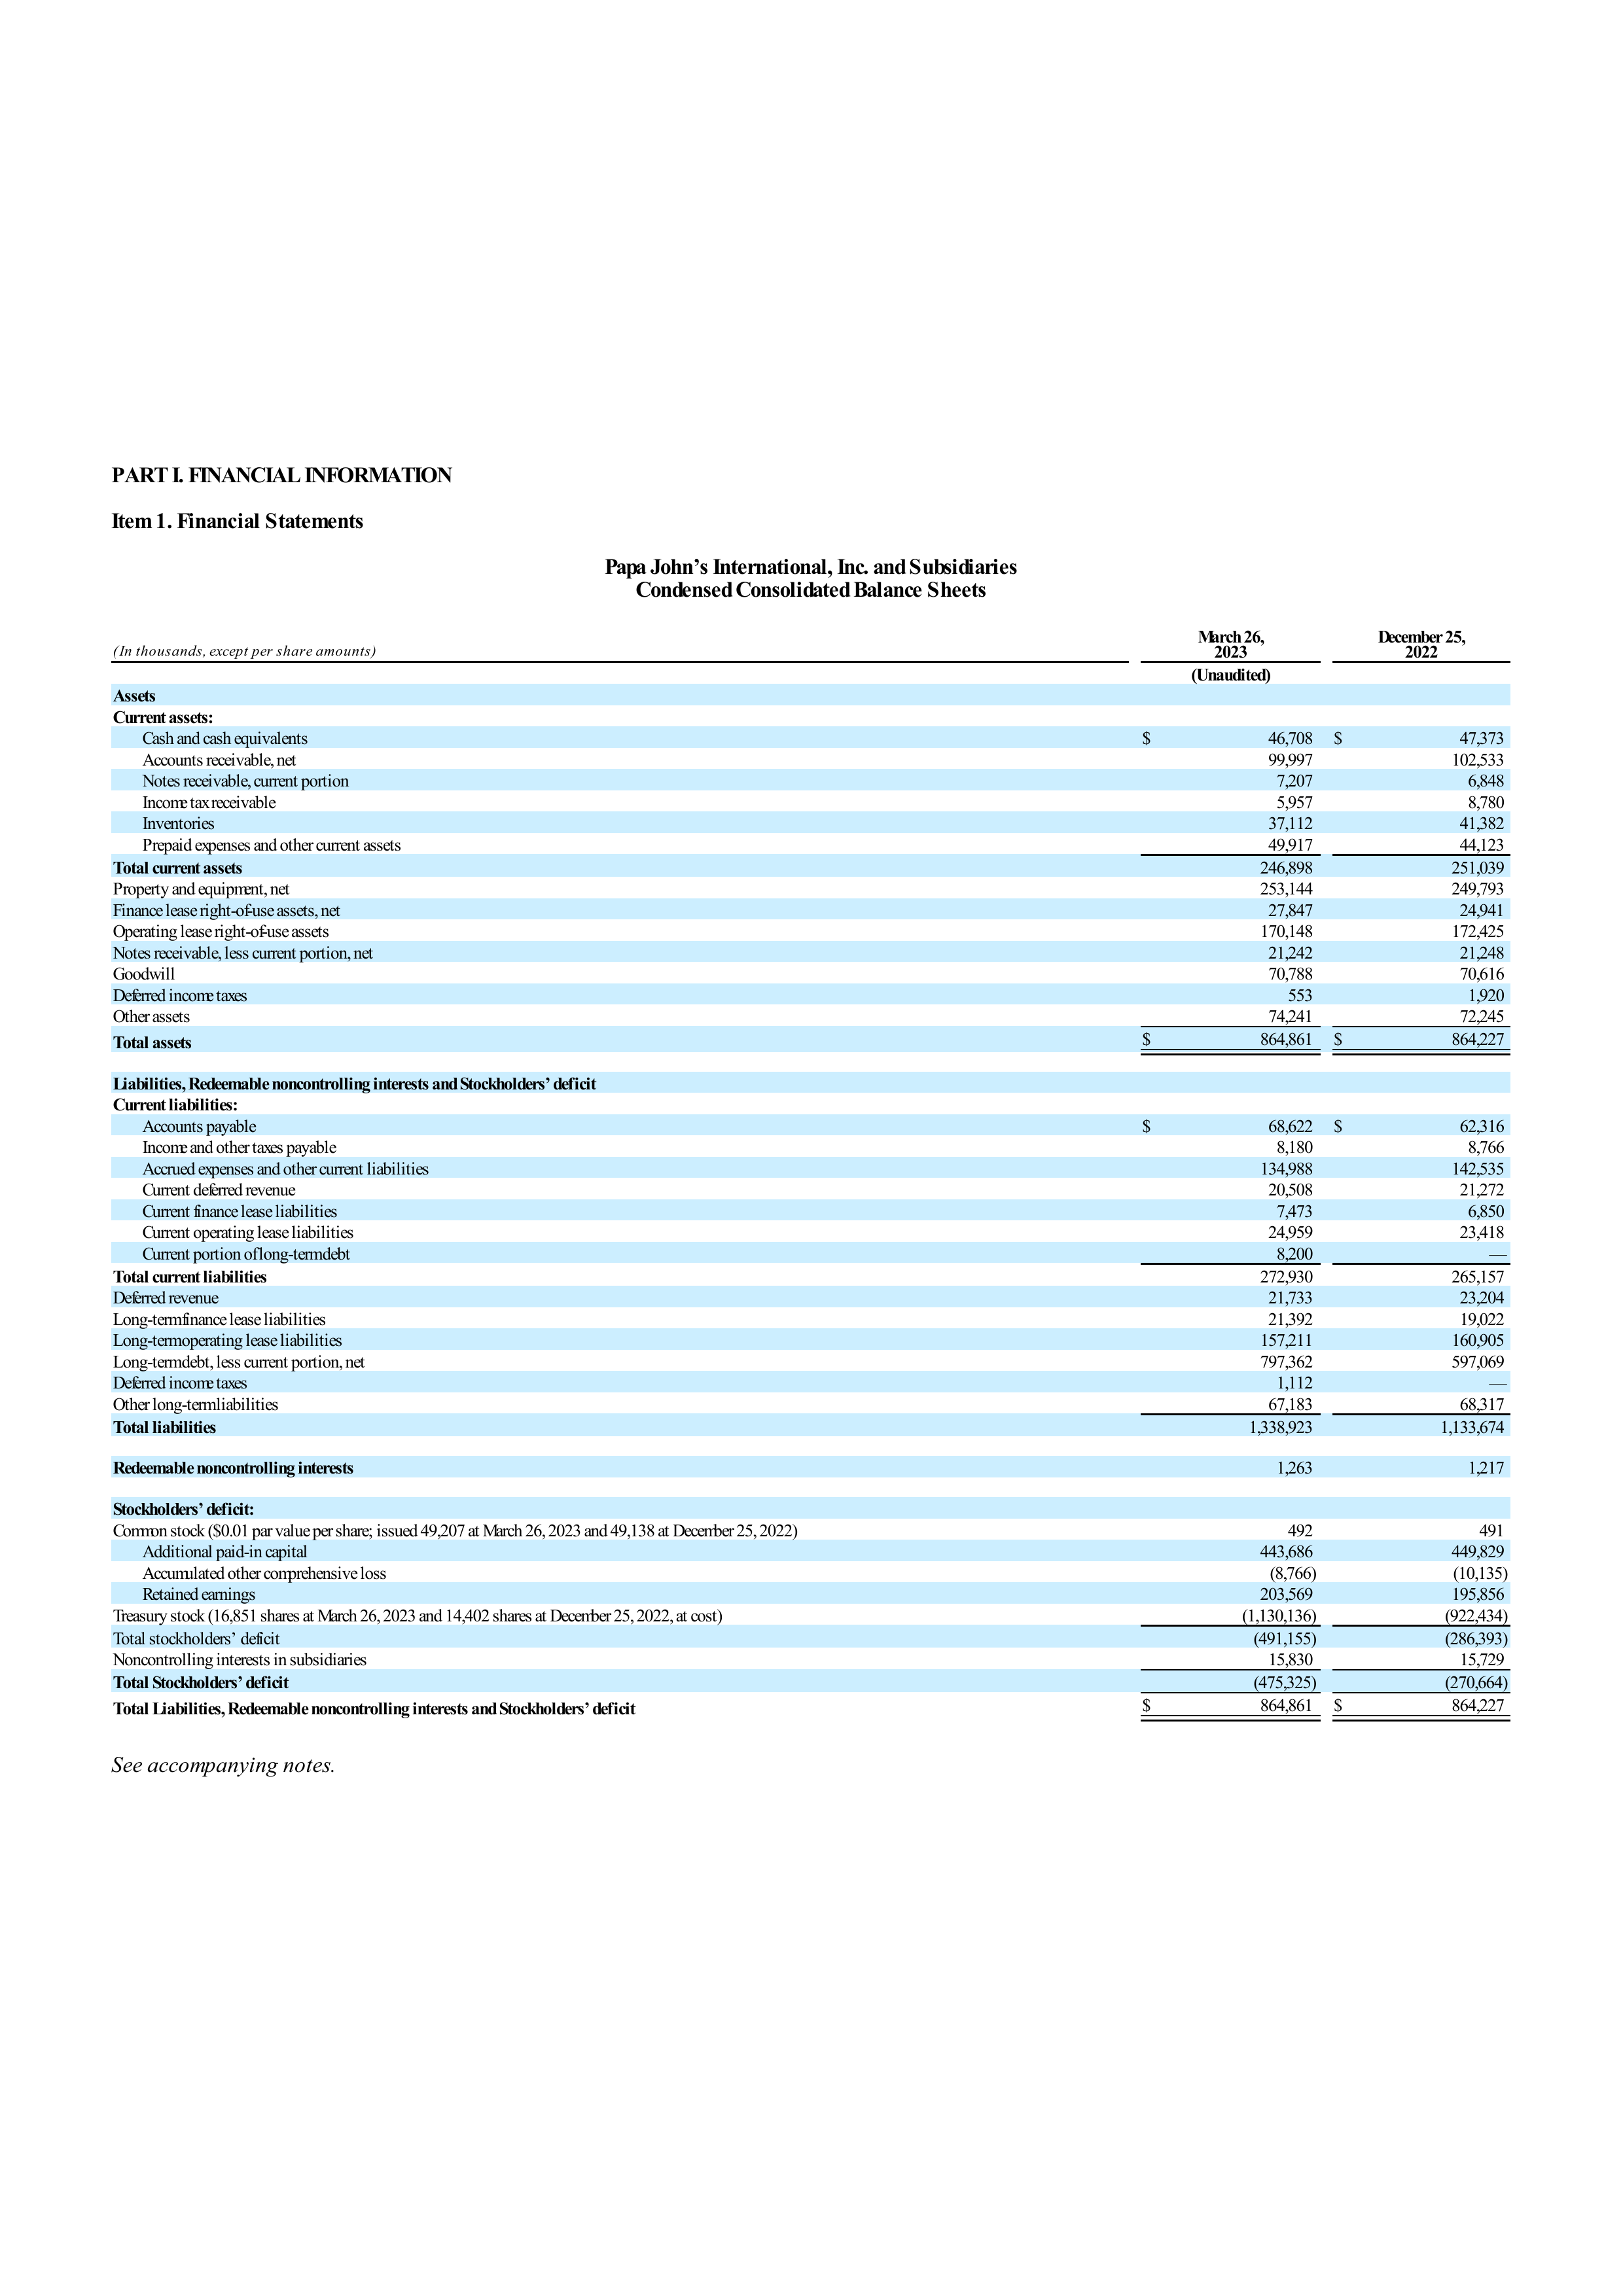 PART I. FINANCIAL INFORMATION
Item 1. Financial Statements
Papa John’s International, Inc. and Subsidiaries
Condensed Consolidated Balance Sheets
(In thousands, except per share amounts) March 26, 2023 December 25, 2022
(Unaudited)
Assets
Current assets:
Cash and cash equivalents $ 46,708 $ 47,373
Accounts receivable, net 99,997 102,533
Notes receivable, current portion 7,207 6,848
Income tax receivable 5,957 8,780
Inventories 37,112 41,382
Prepaid expenses and other current assets 49,917 44,123
Total current assets 246,898 251,039
Property and equipment, net 253,144 249,793
Finance lease right-of-use assets, net 27,847 24,941
Operating lease right-of-use assets 170,148 172,425
Notes receivable, less current portion, net 21,242 21,248
Goodwill 70,788 70,616
Deferred income taxes 553 1,920
Other assets 74,241 72,245
Total assets $ 864,861 $ 864,227
Liabilities, Redeemable noncontrolling interests and Stockholders’ deficit
Current liabilities:
Accounts payable $ 68,622 $ 62,316
Income and other taxes payable 8,180 8,766
Accrued expenses and other current liabilities 134,988 142,535
Current deferred revenue 20,508 21,272
Current finance lease liabilities 7,473 6,850
Current operating lease liabilities 24,959 23,418
Current portion of long-term debt 8,200 —
Total current liabilities 272,930 265,157
Deferred revenue 21,733 23,204
Long-term finance lease liabilities 21,392 19,022
Long-term operating lease liabilities 157,211 160,905
Long-term debt, less current portion, net 797,362 597,069
Deferred income taxes 1,112 —
Other long-term liabilities 67,183 68,317
Total liabilities 1,338,923 1,133,674
Redeemable noncontrolling interests 1,263 1,217
Stockholders’ deficit:
Common stock ($0.01 par value per share; issued 49,207 at March 26, 2023 and 49,138 at December 25, 2022) 492 491
Additional paid-in capital 443,686 449,829
Accumulated other comprehensive loss (8,766) (10,135)
Retained earnings 203,569 195,856
Treasury stock (16,851 shares at March 26, 2023 and 14,402 shares at December 25, 2022, at cost) (1,130,136) (922,434)
Total stockholders’ deficit (491,155) (286,393)
Noncontrolling interests in subsidiaries 15,830 15,729
Total Stockholders’ deficit (475,325) (270,664)
Total Liabilities, Redeemable noncontrolling interests and Stockholders’ deficit $ 864,861 $ 864,227
See accompanying notes.